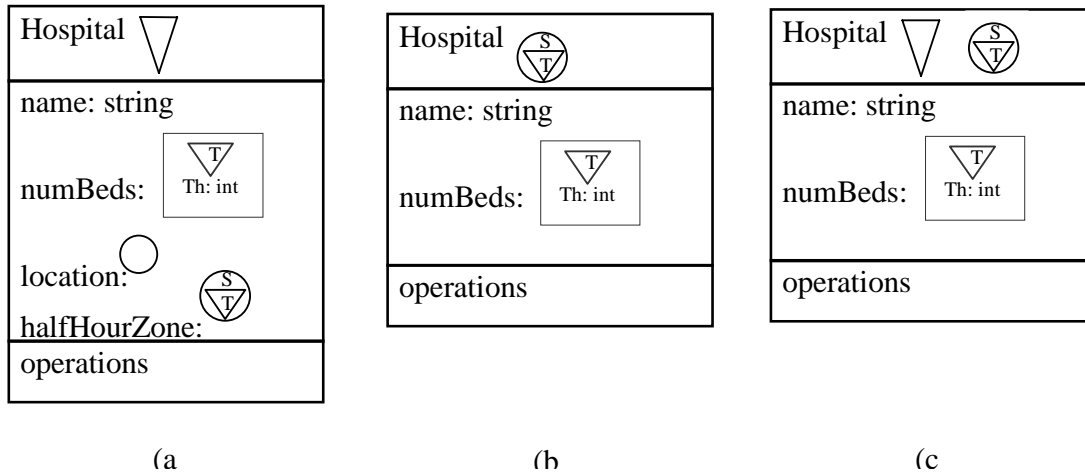 Hospital
name: string
T
numBeds:
Th: int
location:
S
T
halfHourZone:
operations
(a
Hospital
S
T
name: string
T
numBeds:
Th: int
operations
(b
Hospital
S
T
name: string
T
numBeds:
Th: int
operations
(c